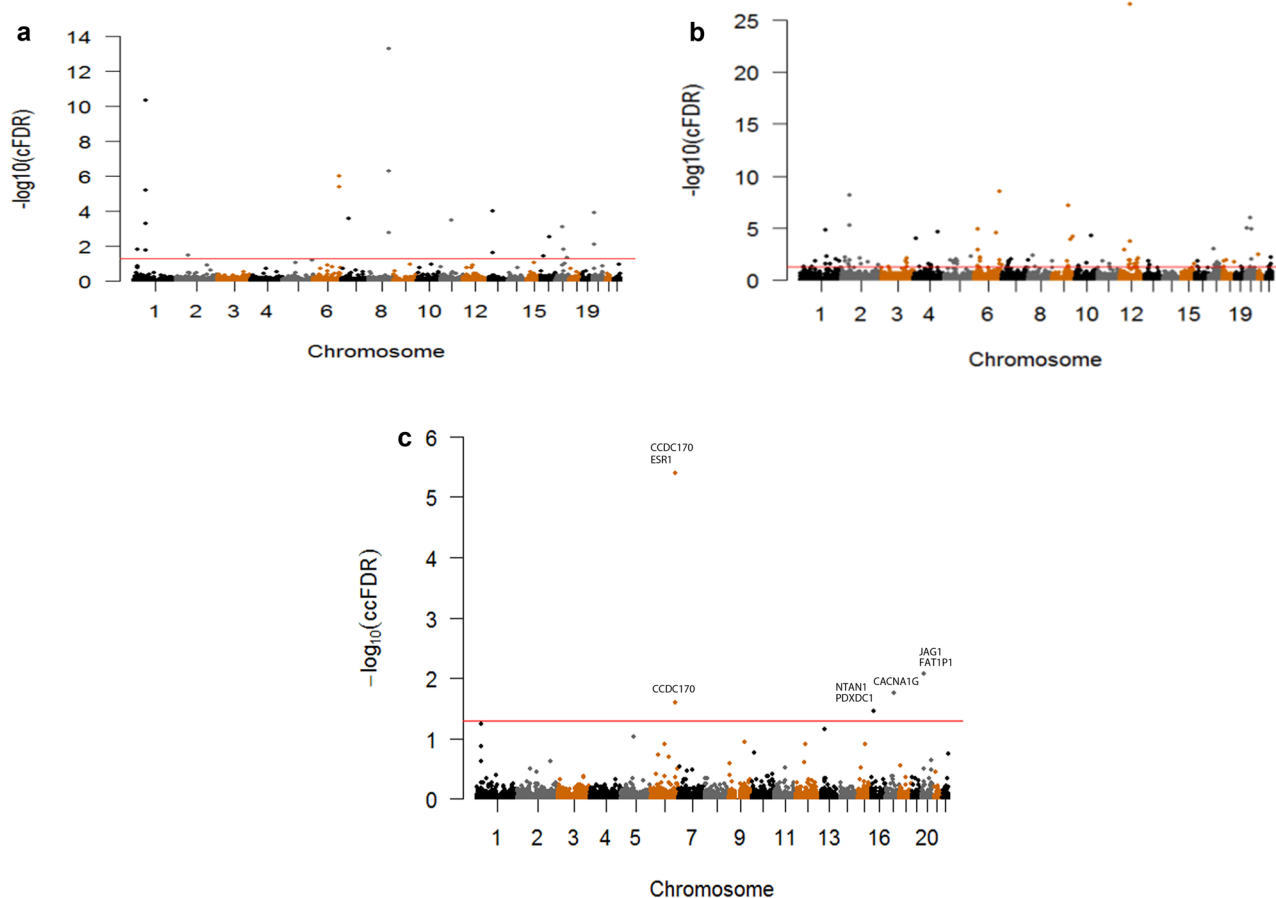 a
14
12
10
8
6
4
2
0
-log10(cFDR)
1 2 3 4 6 8 10 12 15 19
Chromosome
b
25
20
15
10
5
0
-log10(cFDR)
1 2 3 4 6 8 10 12 15 19
Chromosome
c
6
5
4
3
2
1
0
−log10(ccFDR)
CCDC170
ESR1
CCDC170
NTAN1
PDXDC1
CACNA1G
JAG1
FAT1P1
1 2 3 4 5 7 9 11 13 16 20
Chromosome